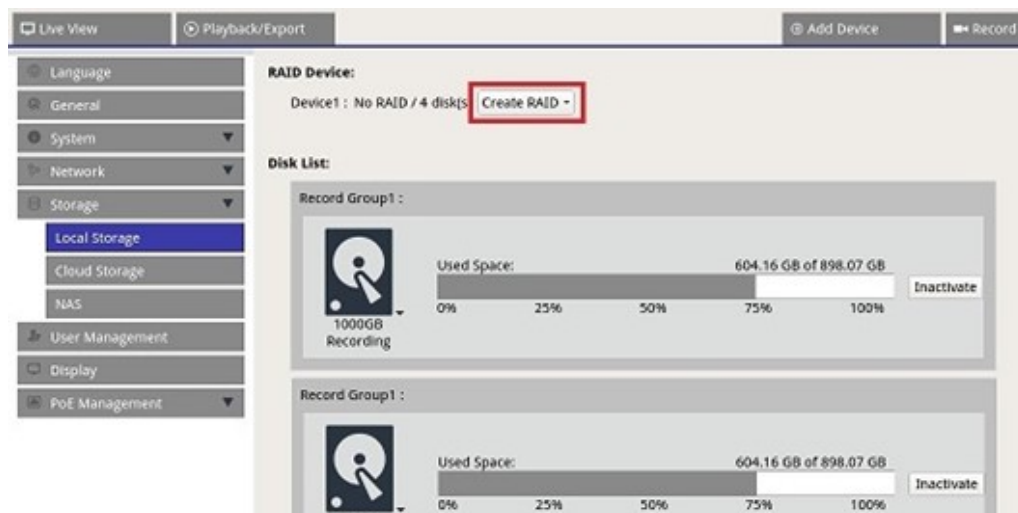 Live View
Playback/Export
Add Device
Record
Language
General
System
Network
Storage
Local Storage
Cloud Storage
NAS
User Management
Display
PoE Management
RAID Device:
Device1 : No RAID / 4 disk(s
Create RAID
Disk List:
Record Group1 :
Used Space:
604.16 GB of 898.07 GB
0% 25% 50% 75% 100%
Inactivate
1000GB
Recording
Record Group1 :
Used Space:
604.16 GB of 898.07 GB
0% 25% 50% 75% 100%
Inactivate